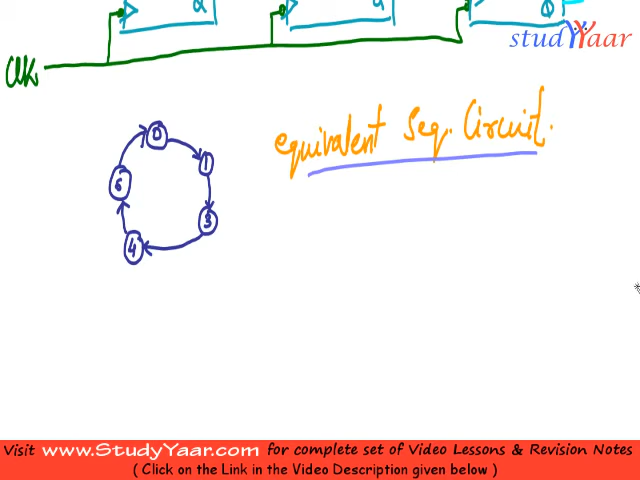 Q
Q
Q
studYYaar
Clk
equivalent Seq. Circuit.
0
1
6
3
4
Visit www.StudyYaar.com for complete set of Video Lessons & Revision Notes
( Click on the Link in the Video Description given below )